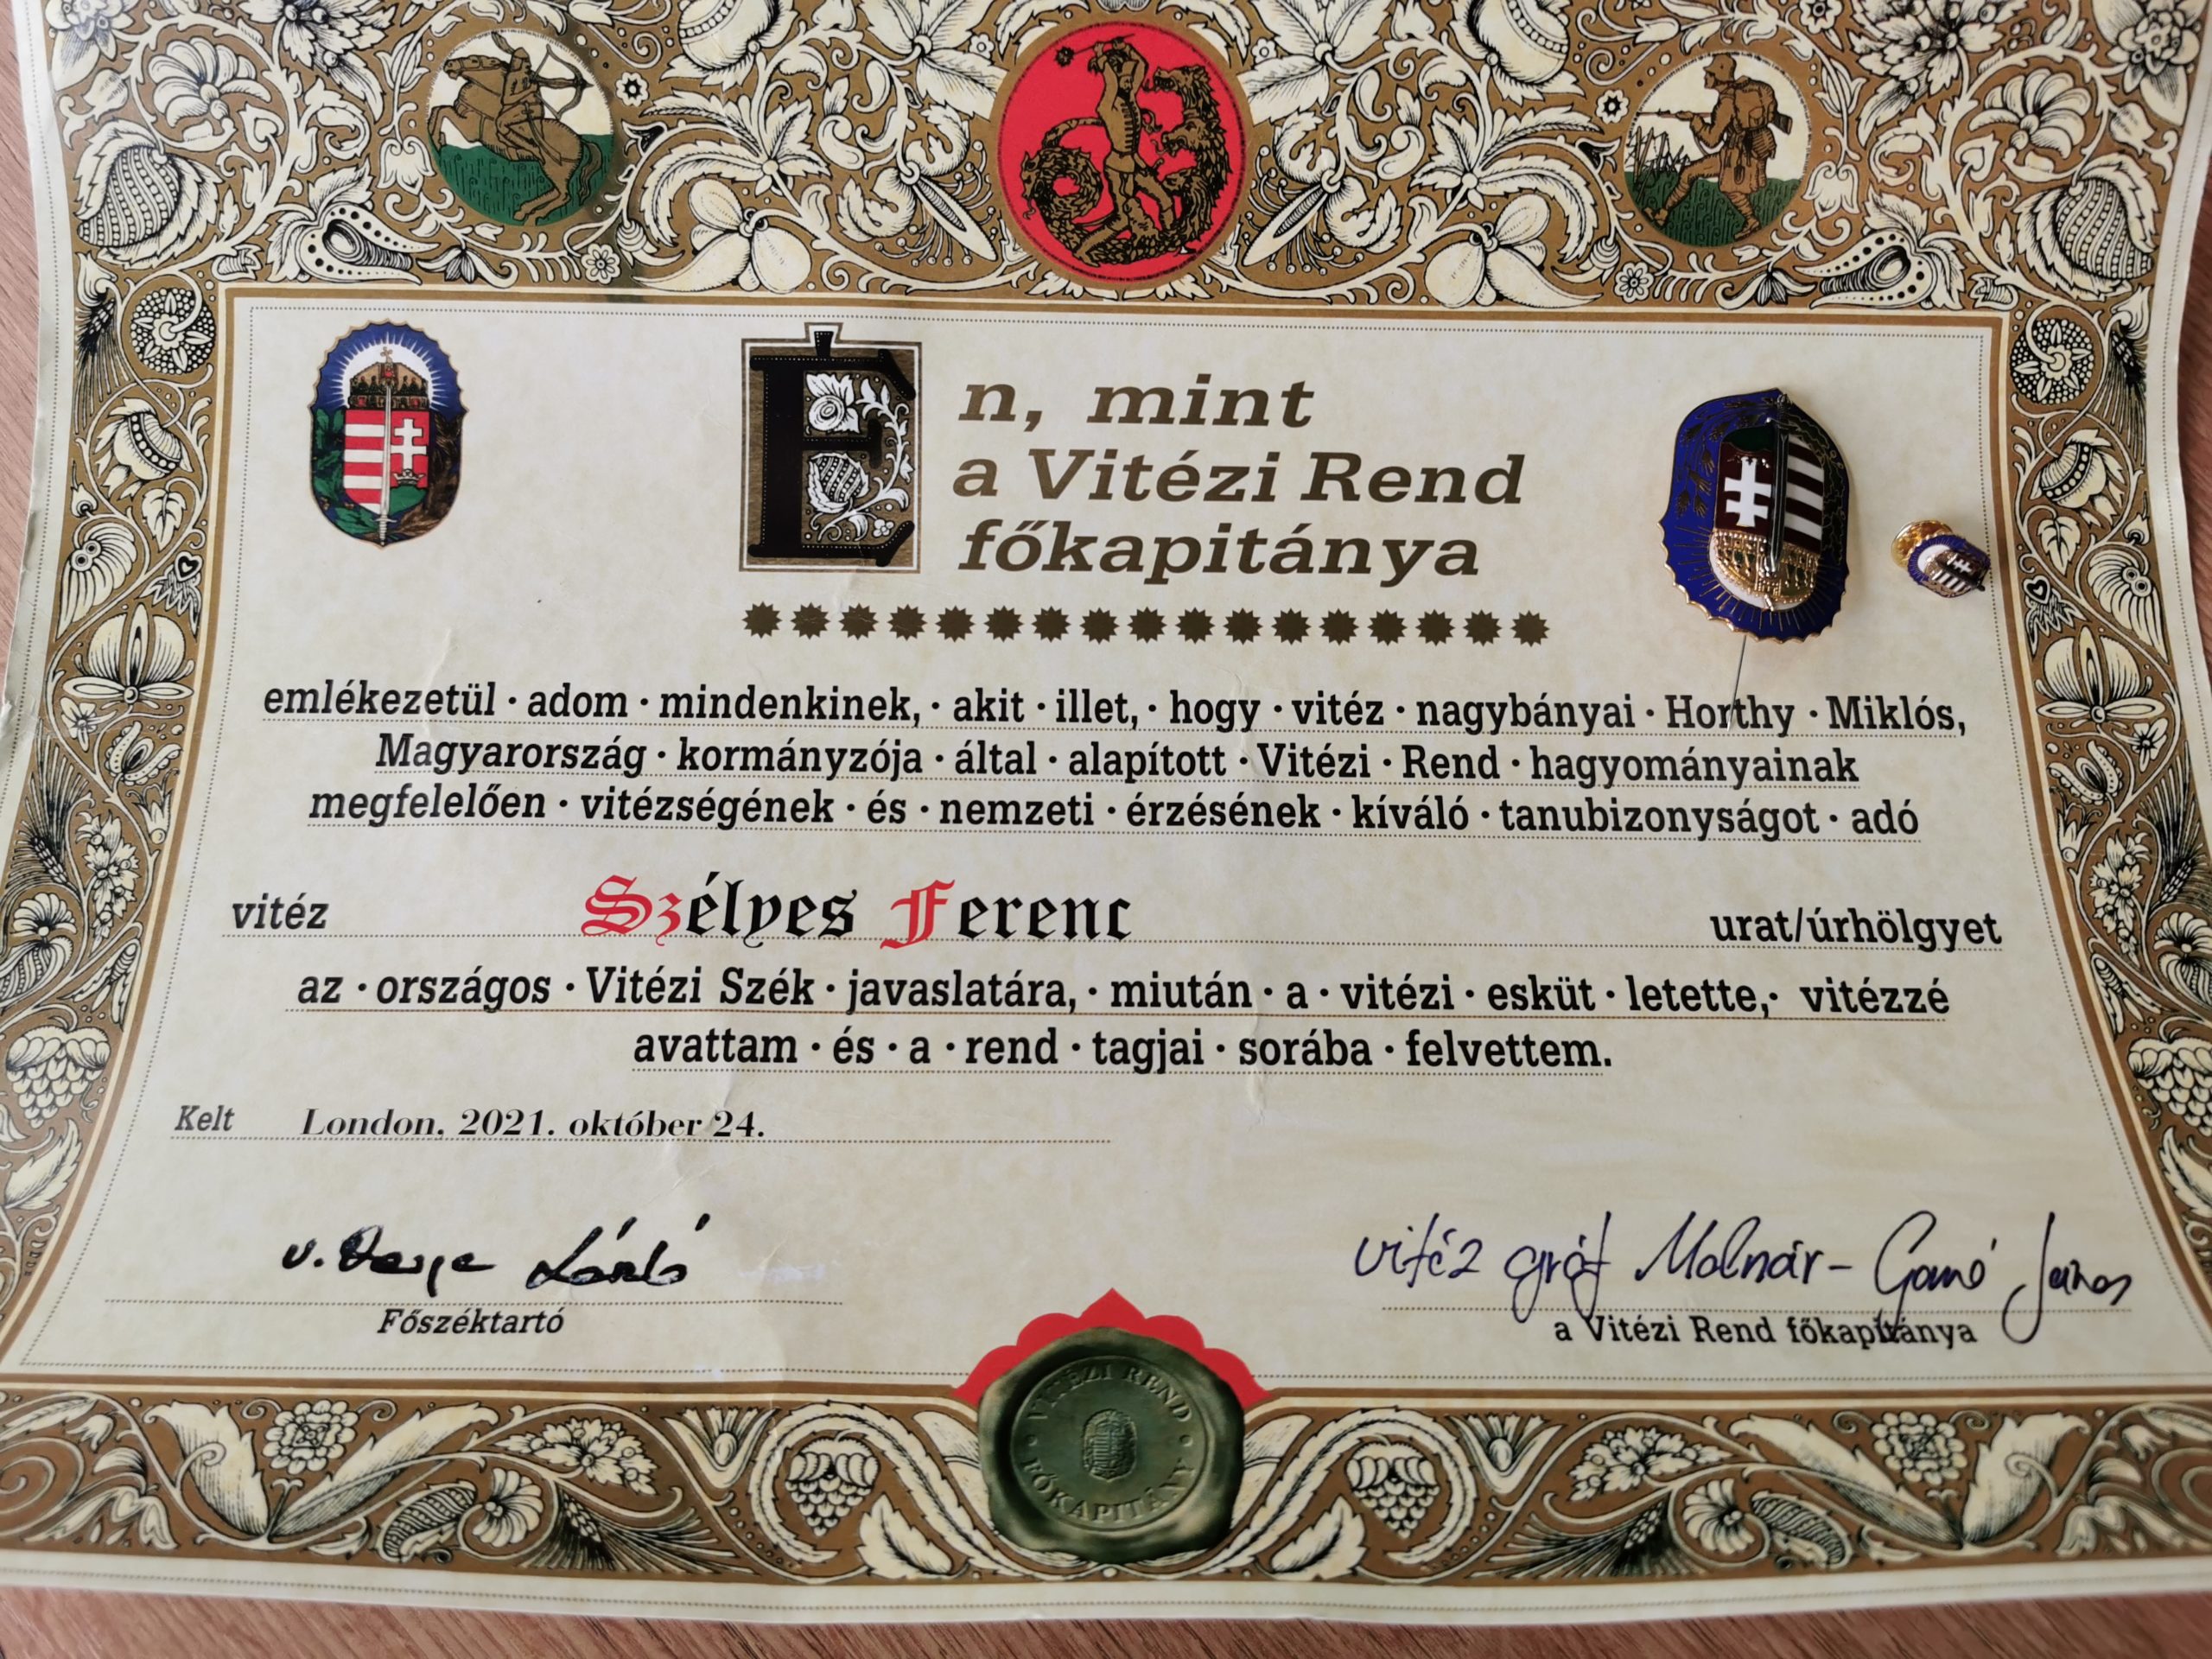 Én, mint
a Vitézi Rend
főkapitánya
emlékezetül · adom · mindenkinek, · akit · illet, · hogy · vitéz · nagybányai · Horthy · Miklós,
Magyarország · kormányzója · által · alapított · Vitézi · Rend · hagyományainak
megfelelően · vitézségének · és · nemzeti · érzésének · kíváló · tanubizonyságot · adó
vitéz Szélyes Ferenc urat/úrhölgyet
az · országos · Vitézi Szék · javaslatára, · miután · a · vitézi · esküt · letette, · vitézzé
avattam · és · a · rend · tagjai · sorába · felvettem.
Kelt London, 2021. október 24.
v. László
Főszéktartó
vitéz gróf Molnár-Gamó János
a Vitézi Rend főkapitánya
VITÉZI REND
FŐKAPITÁNY